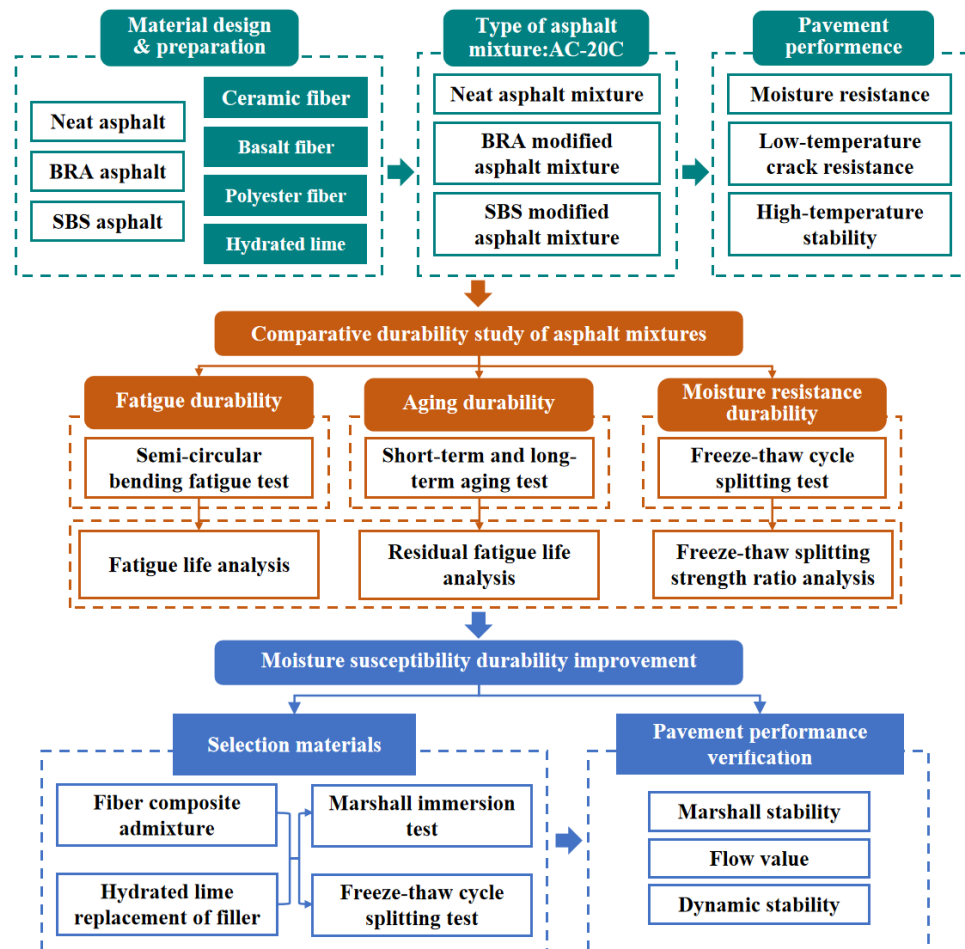 Material design
& preparation
Neat asphalt
BRA asphalt
SBS asphalt
Ceramic fiber
Basalt fiber
Polyester fiber
Hydrated lime
Type of asphalt
mixture:AC-20C
Neat asphalt mixture
BRA modified
asphalt mixture
SBS modified
asphalt mixture
Pavement
performence
Moisture resistance
Low-temperature
crack resistance
High-temperature
stability
Comparative durability study of asphalt mixtures
Fatigue durability
Semi-circular
bending fatigue test
Fatigue life analysis
Aging durability
Short-term and long-
term aging test
Residual fatigue life
analysis
Moisture resistance
durability
Freeze-thaw cycle
splitting test
Freeze-thaw splitting
strength ratio analysis
Moisture susceptibility durability improvement
Selection materials
Fiber composite
admixture
Hydrated lime
replacement of filler
Marshall immersion
test
Freeze-thaw cycle
splitting test
Pavement performance
verification
Marshall stability
Flow value
Dynamic stability